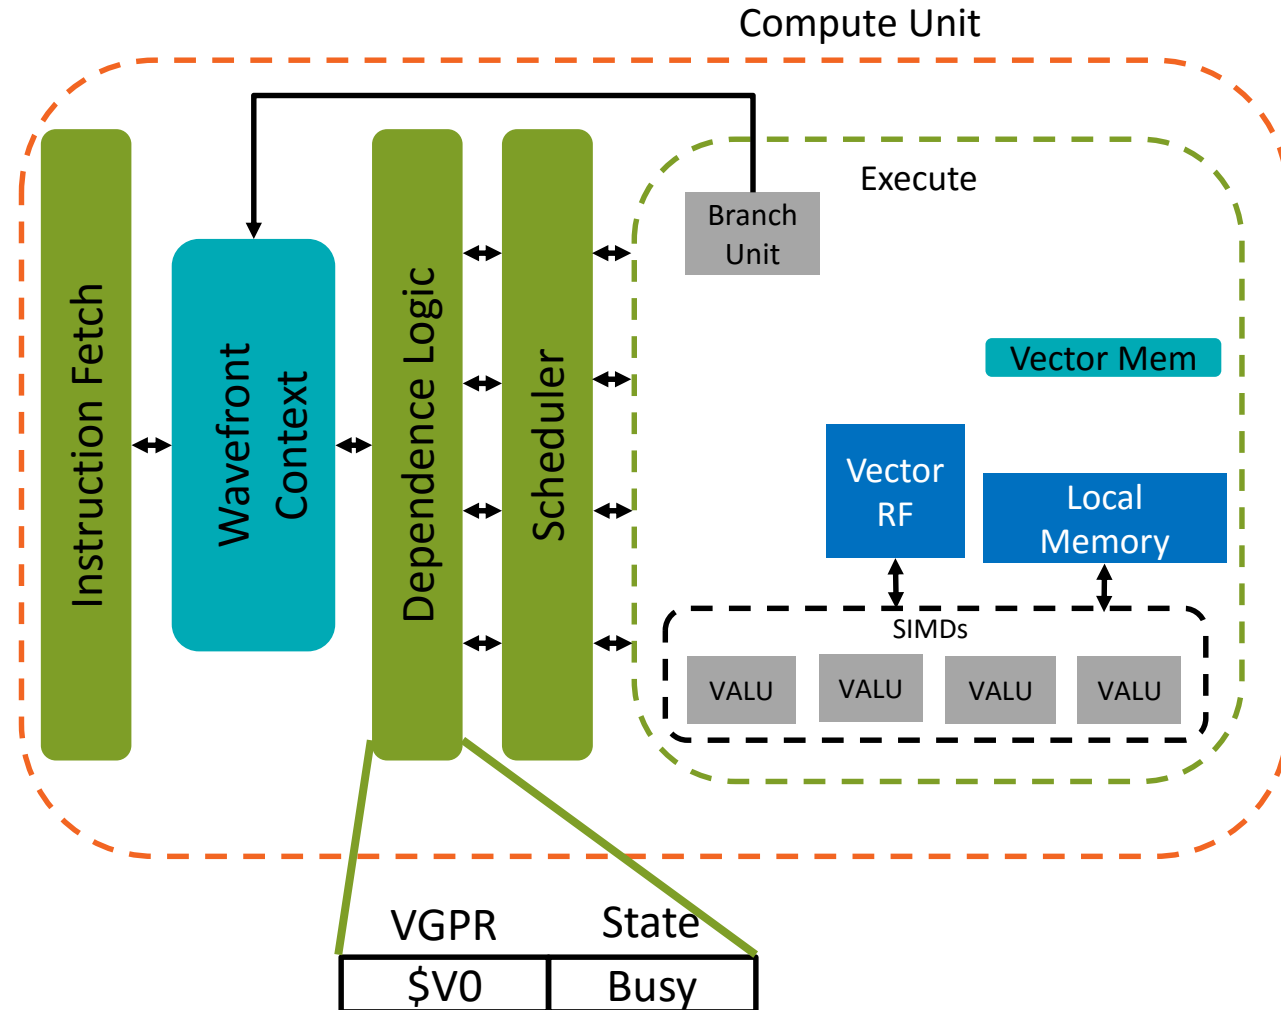 Compute Unit
Instruction Fetch
Wavefront
Context
Dependence Logic
Scheduler
Execute
Branch
Unit
Vector Mem
Vector
RF
Local
Memory
SIMDs
VALU
VALU
VALU
VALU
VGPR
State
$V0
Busy